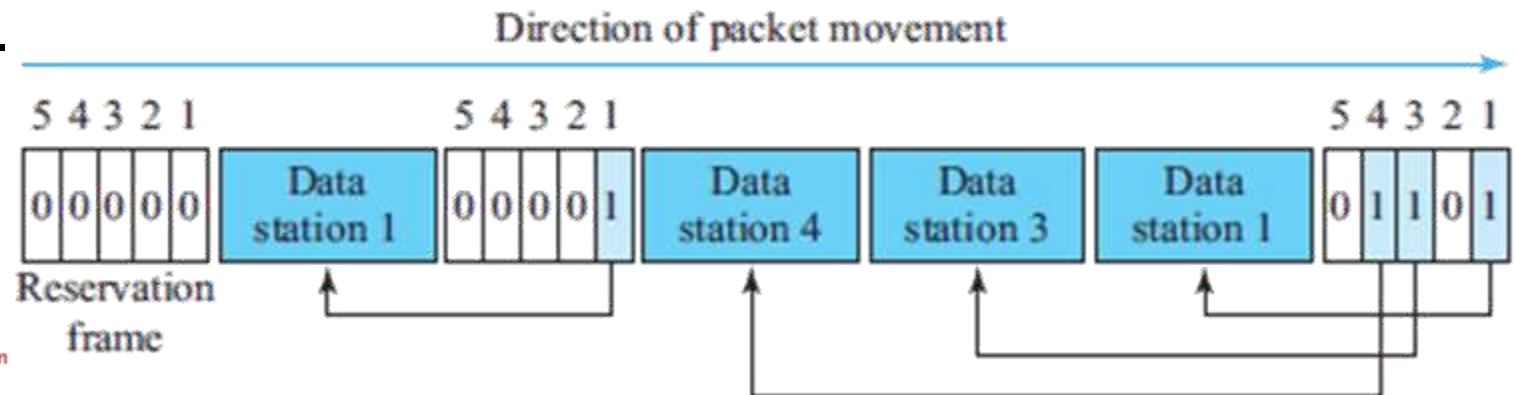 Direction of packet movement
5 4 3 2 1
5 4 3 2 1
5 4 3 2 1
0 0 0 0 0
Data
station 1
0 0 0 0 1
Data
station 4
Data
station 3
Data
station 1
0 1 1 0 1
Reservation
frame